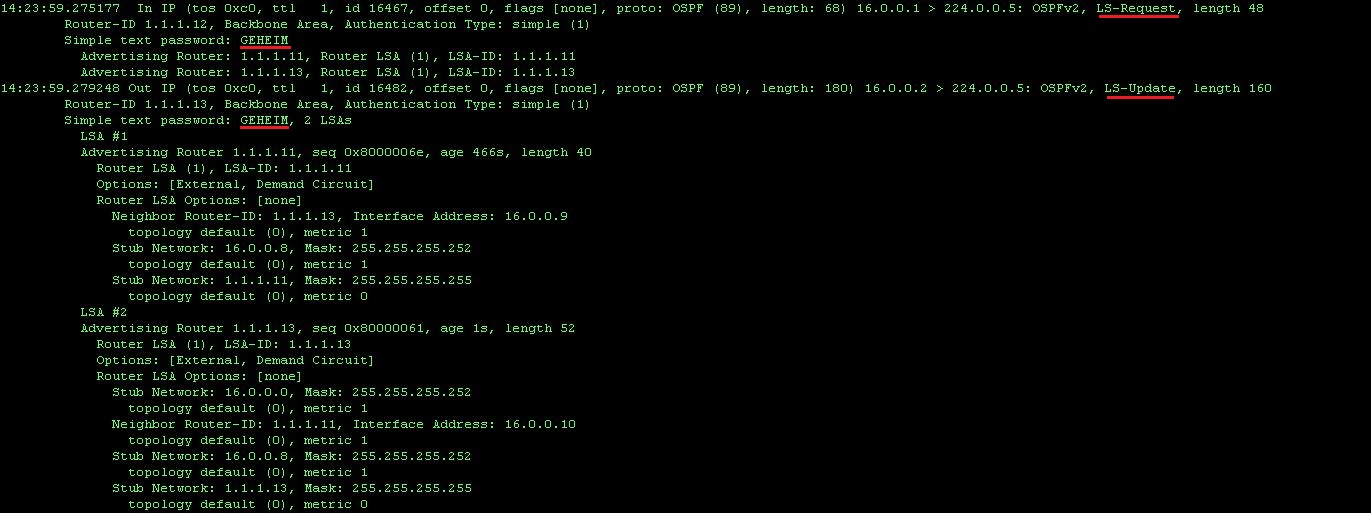 14:23:59.275177  In IP (tos 0xc0, ttl   1, id 16467, offset 0, flags [none], proto: OSPF (89), length: 68) 16.0.0.1 > 224.0.0.5: OSPFv2, LS-Request, length 48
        Router-ID 1.1.1.12, Backbone Area, Authentication Type: simple (1)
        Simple text password: GEHEIM
          Advertising Router: 1.1.1.11, Router LSA (1), LSA-ID: 1.1.1.11
          Advertising Router: 1.1.1.13, Router LSA (1), LSA-ID: 1.1.1.13
14:23:59.279248 Out IP (tos 0xc0, ttl   1, id 16482, offset 0, flags [none], proto: OSPF (89), length: 180) 16.0.0.2 > 224.0.0.5: OSPFv2, LS-Update, length 160
        Router-ID 1.1.1.13, Backbone Area, Authentication Type: simple (1)
        Simple text password: GEHEIM, 2 LSAs
          LSA #1
          Advertising Router 1.1.1.11, seq 0x8000006e, age 466s, length 40
            Router LSA (1), LSA-ID: 1.1.1.11
            Options: [External, Demand Circuit]
            Router LSA Options: [none]
              Neighbor Router-ID: 1.1.1.13, Interface Address: 16.0.0.9
                topology default (0), metric 1
              Stub Network: 16.0.0.8, Mask: 255.255.255.252
                topology default (0), metric 1
              Stub Network: 1.1.1.11, Mask: 255.255.255.255
                topology default (0), metric 0
          LSA #2
          Advertising Router 1.1.1.13, seq 0x80000061, age 1s, length 52
            Router LSA (1), LSA-ID: 1.1.1.13
            Options: [External, Demand Circuit]
            Router LSA Options: [none]
              Stub Network: 16.0.0.0, Mask: 255.255.255.252
                topology default (0), metric 1
              Neighbor Router-ID: 1.1.1.11, Interface Address: 16.0.0.10
                topology default (0), metric 1
              Stub Network: 16.0.0.8, Mask: 255.255.255.252
                topology default (0), metric 1
              Stub Network: 1.1.1.13, Mask: 255.255.255.255
                topology default (0), metric 0